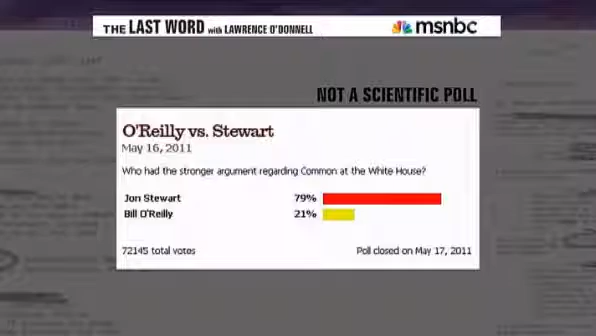 THE LAST WORD WITH LAWRENCE O'DONNELL msnbc
NOT A SCIENTIFIC POLL
O'Reilly vs. Stewart
May 16, 2011
Who had the stronger argument regarding Common at the White House?
Jon Stewart 79%
Bill O'Reilly 21%
72145 total votes Poll closed on May 17, 2011